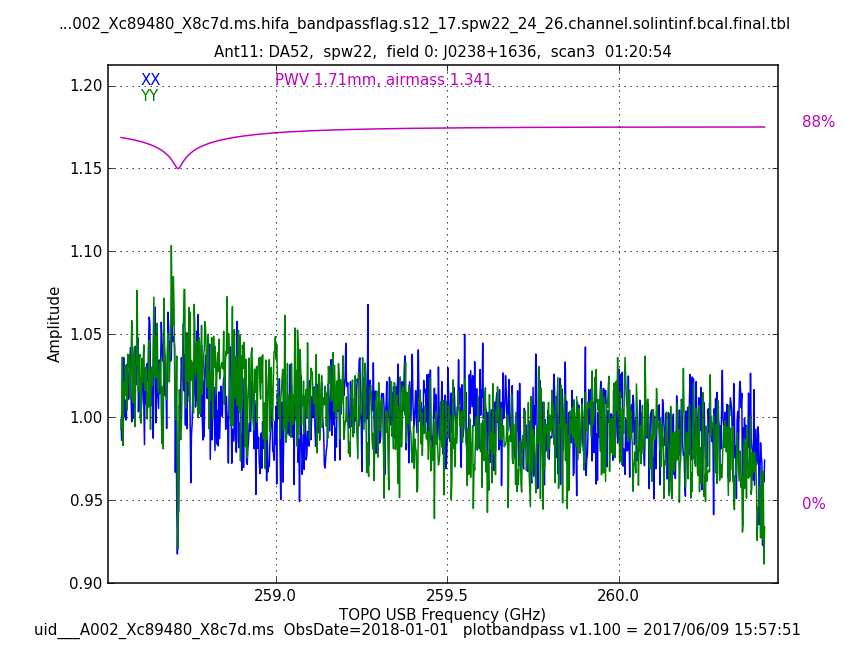 ...002_Xc89480_X8c7d.ms.hifa_bandpassflag.s12_17.spw22_24_26.channel.solintinf.bcal.final.tbl
Ant11: DA52,  spw22,  field 0: J0238+1636,  scan3  01:20:54
XX
PWV 1.71mm, airmass 1.341
YY
88%
0%
1.20
1.15
1.10
1.05
1.00
0.95
0.90
Amplitude
259.0
259.5
260.0
TOPO USB Frequency (GHz)
uid___A002_Xc89480_X8c7d.ms  ObsDate=2018-01-01   plotbandpass v1.100 = 2017/06/09 15:57:51